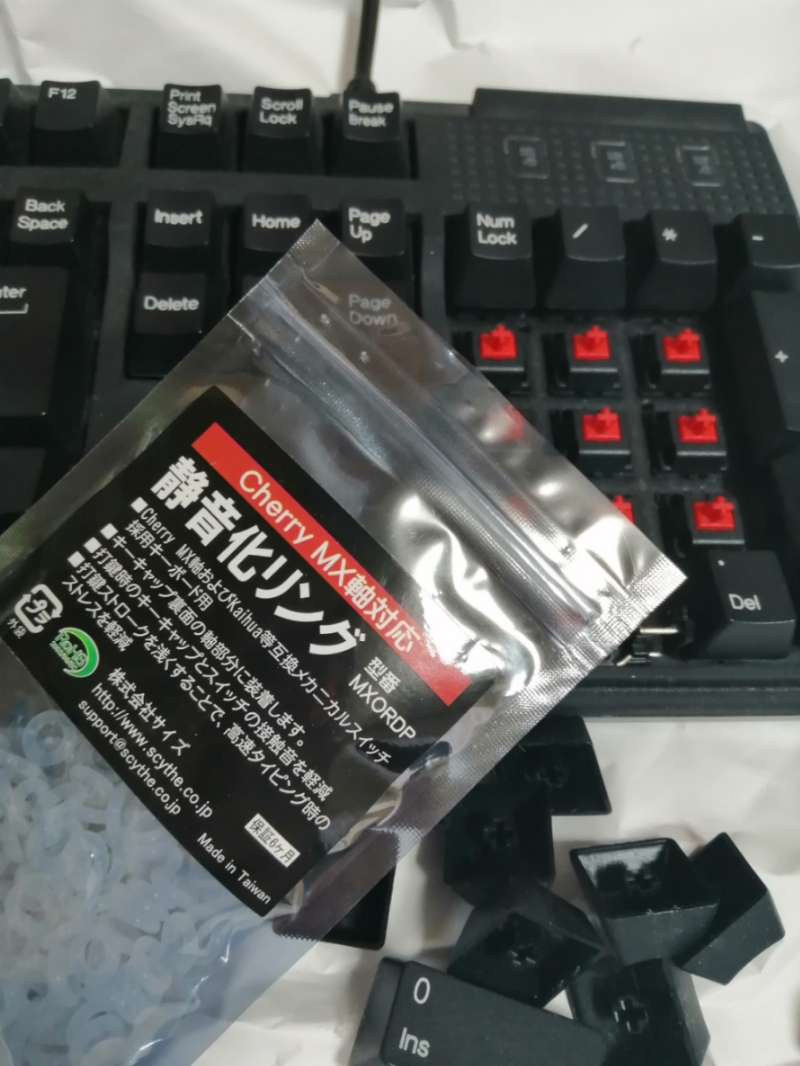 F12
Print
Screen
SysRq
Scroll
Lock
Pause
Break
Back
Space
Insert
Home
Page
Up
Num
Lock
/
*
-
nter
Delete
Page
Down
+
Del
Cherry MX軸対応
静音化リング
型番
MXORDP
■Cherry MX軸およびKaihua等互換メカニカルスイッチ
採用キーボード用
■キーキャップ裏面の軸部分に装着します。
■打鍵時のキーキャップとスイッチの接触音を軽減
■打鍵ストロークを浅くすることで、高速タイピング時の
ストレスを軽減
プラ
外袋
RoHS
株式会社サイズ
http://www.scythe.co.jp
support@scythe.co.jp
保証6ケ月
Made in Taiwan
0
Ins